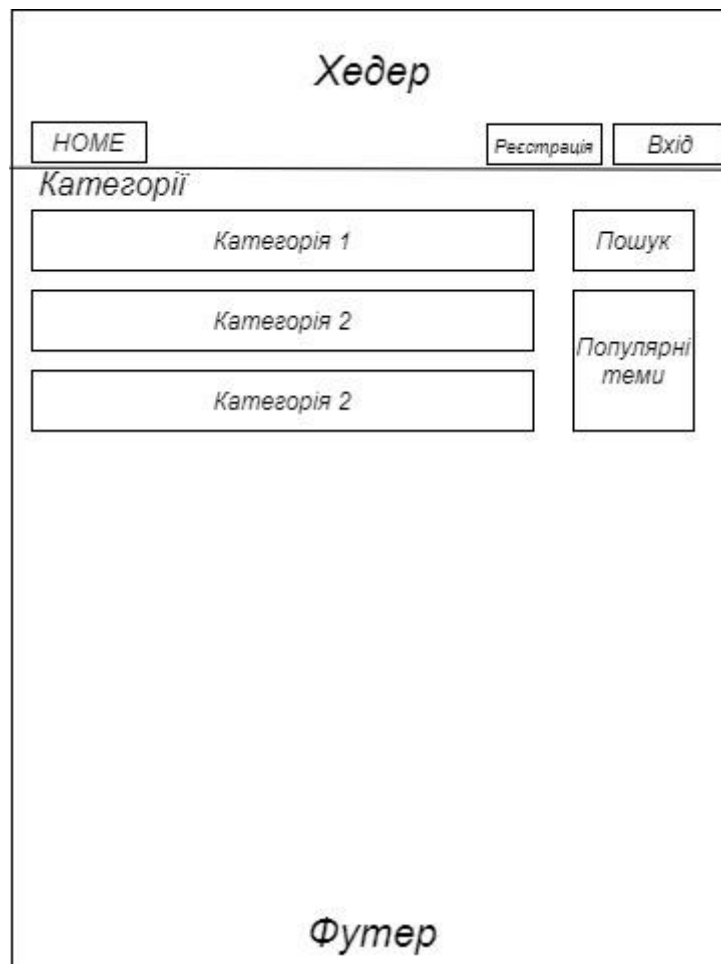 Хедер
HOME
Реєстрація
Вхід
Категорії
Категорія 1
Пошук
Категорія 2
Популярні
теми
Категорія 2
Футер